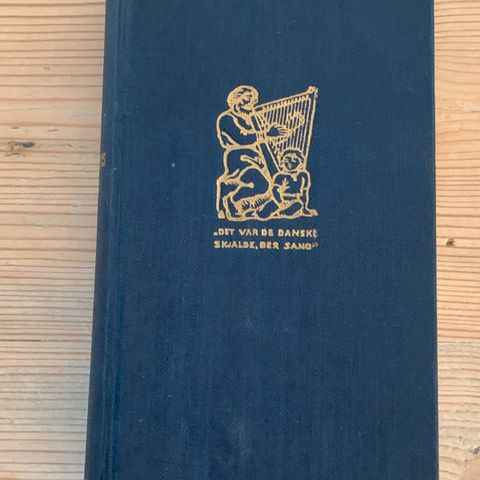 „DET VAR DE DANSKE
SKJALDE, DER SANG"